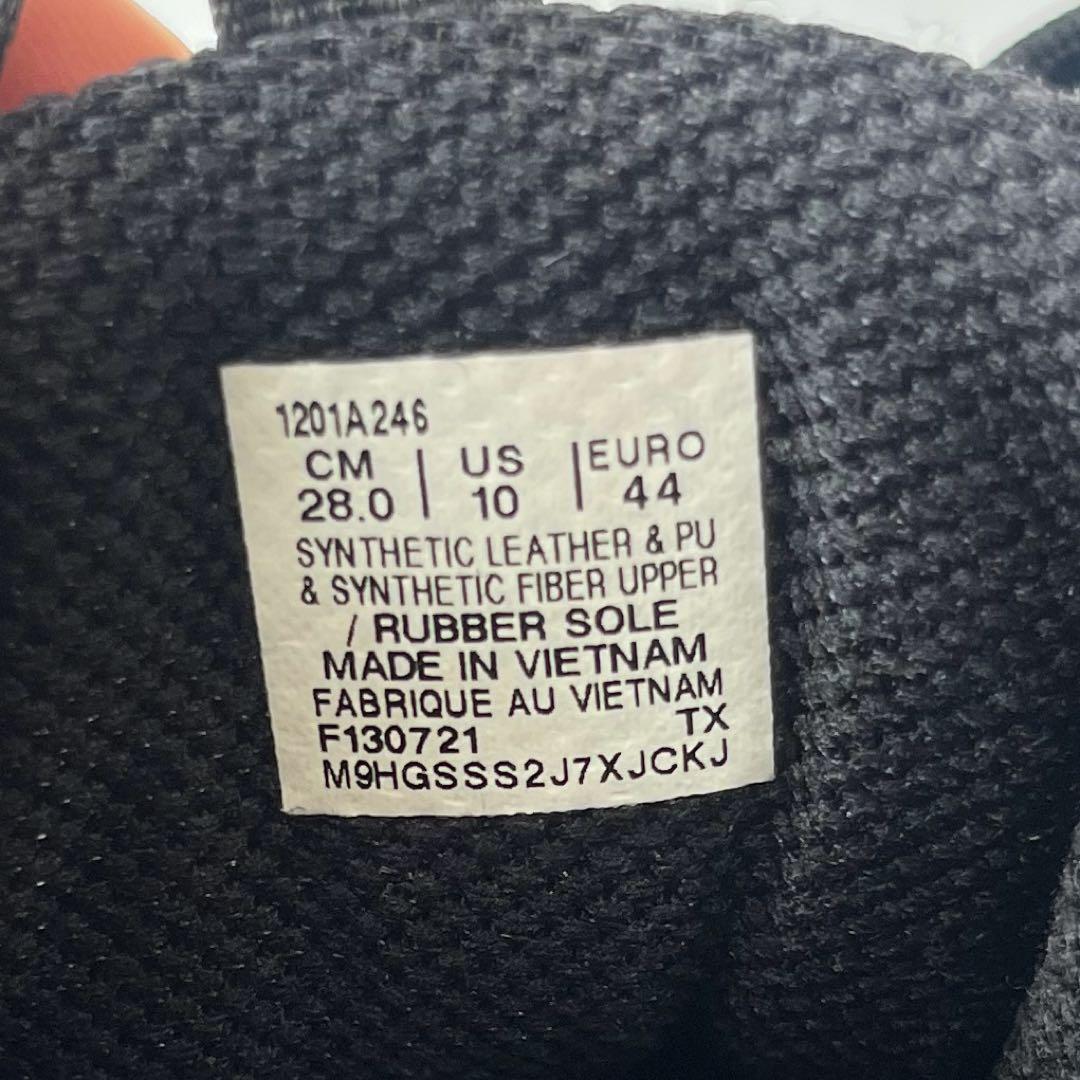 1201A246
CM | US | EURO
28.0 | 10 | 44
SYNTHETIC LEATHER & PU
& SYNTHETIC FIBER UPPER
/ RUBBER SOLE
MADE IN VIETNAM
FABRIQUE AU VIETNAM
F130721 TX
M9HGSSS2J7XJCKJ